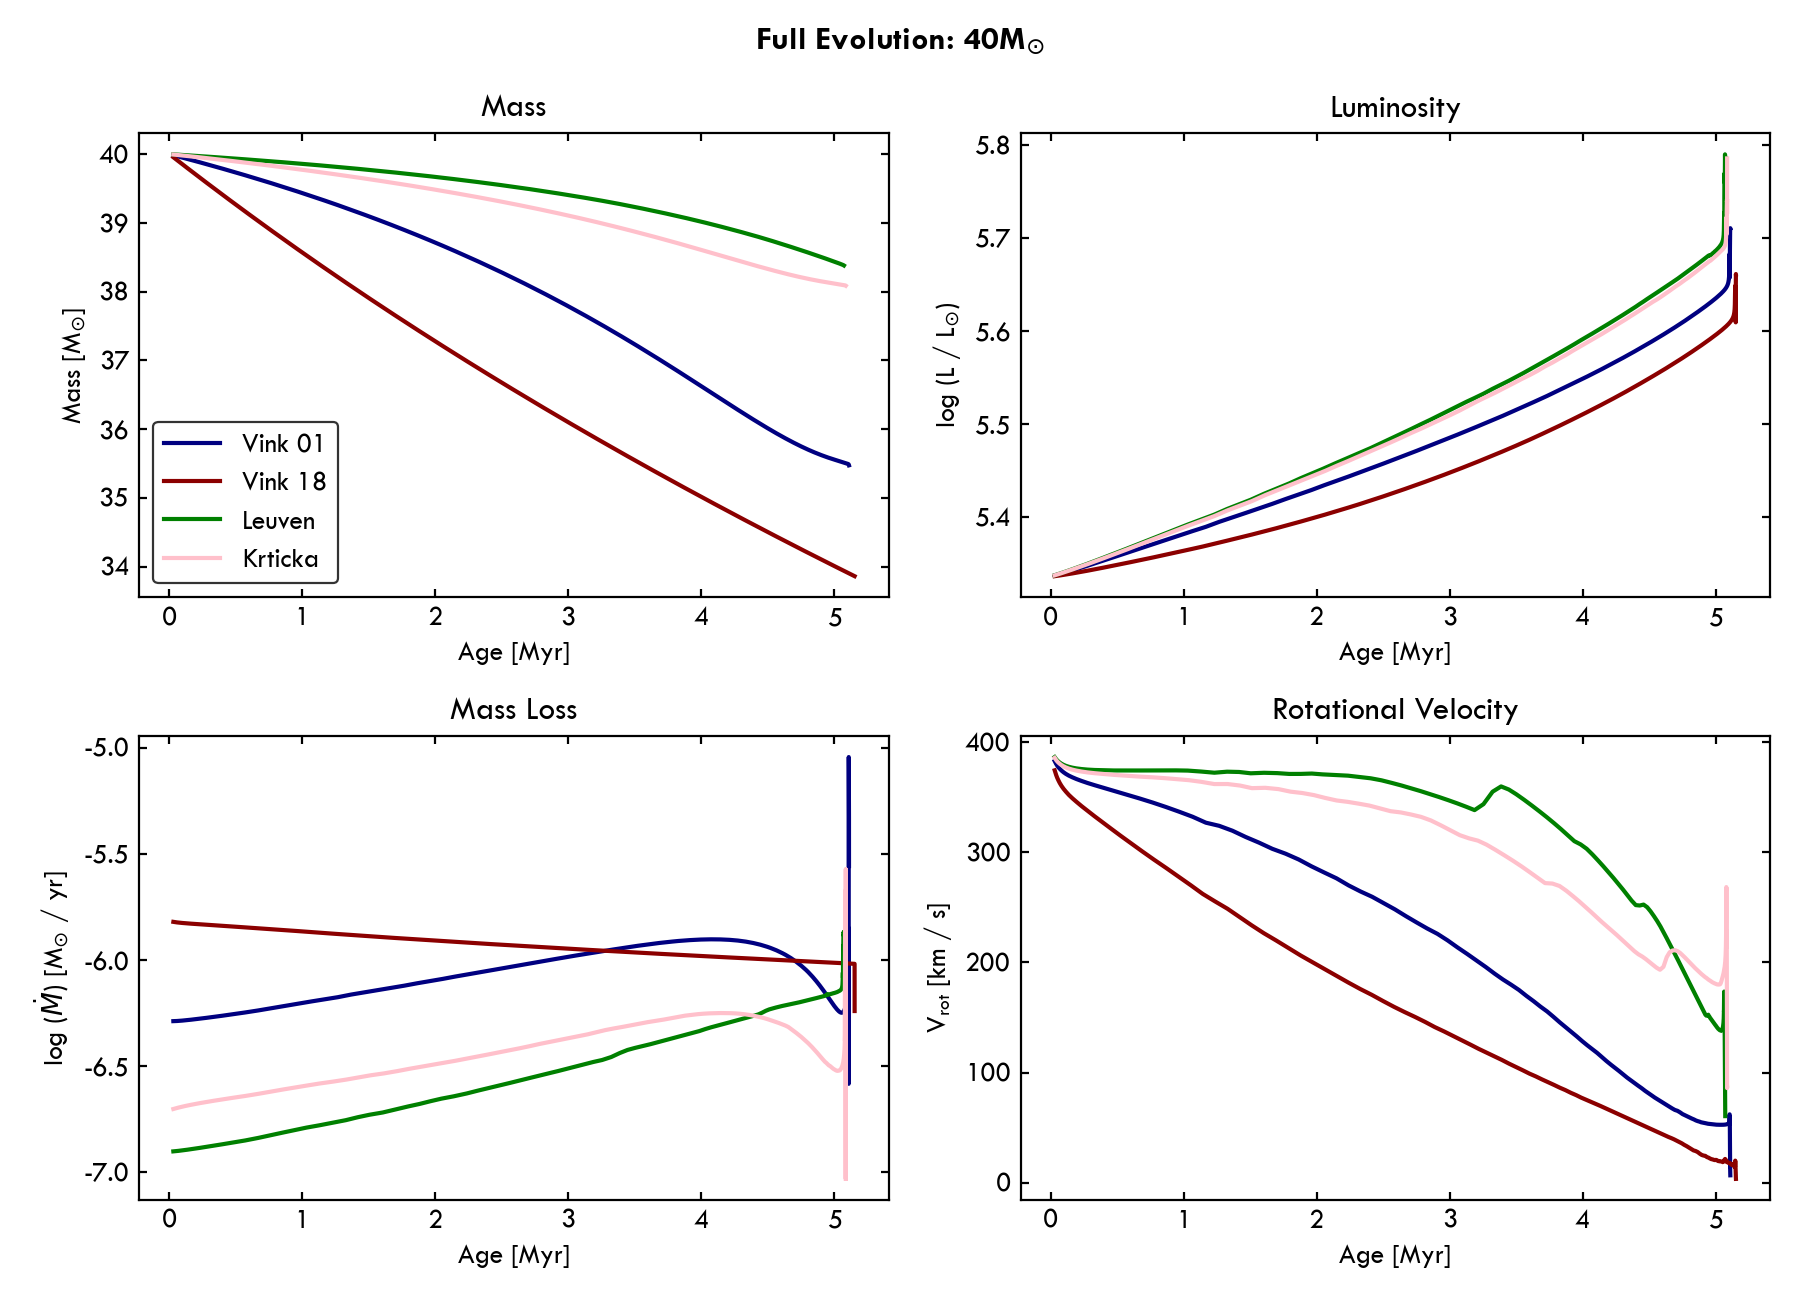 Full Evolution: 40M☉
Mass
40
39
38
37
36
35
34
Mass [M☉]
Vink 01
Vink 18
Leuven
Krticka
0 1 2 3 4 5
Age [Myr]
Luminosity
5.8
5.7
5.6
5.5
5.4
log (L / L☉)
0 1 2 3 4 5
Age [Myr]
Mass Loss
-5.0
-5.5
-6.0
-6.5
-7.0
log (Ṁ) [M☉ / yr]
0 1 2 3 4 5
Age [Myr]
Rotational Velocity
400
300
200
100
0
Vrot [km / s]
0 1 2 3 4 5
Age [Myr]